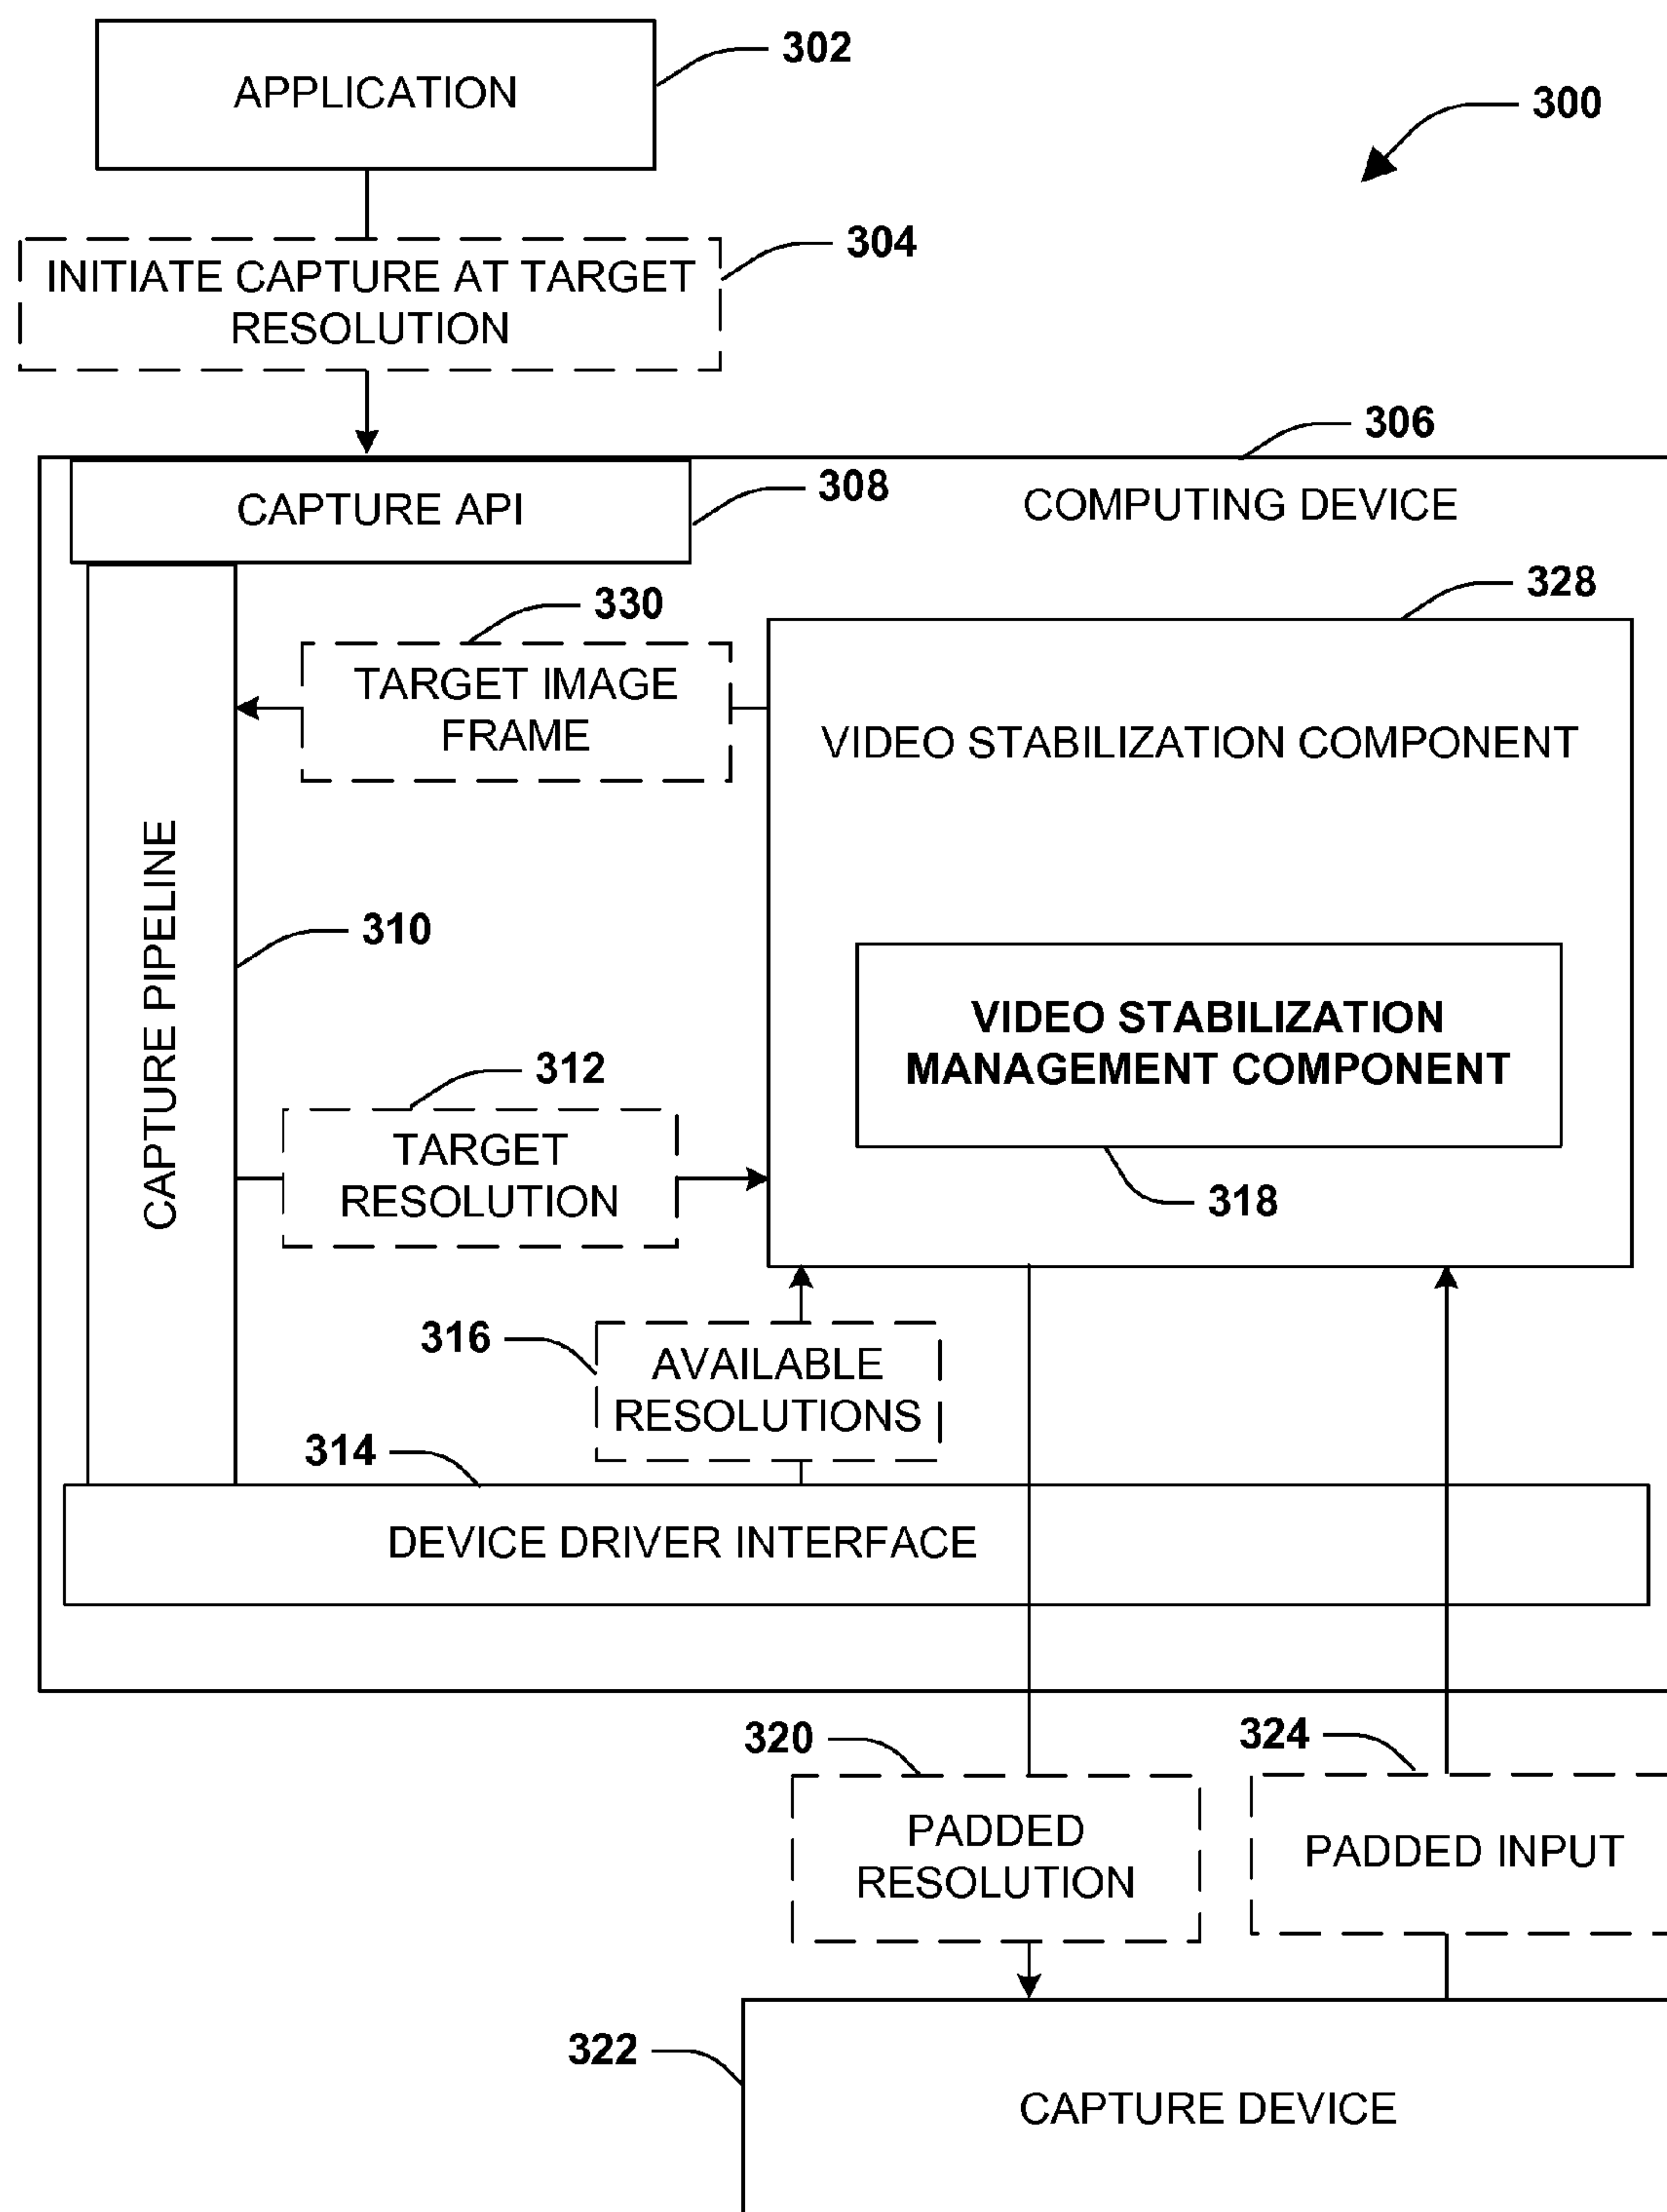 302
APPLICATION
300
304
INITIATE CAPTURE AT TARGET
RESOLUTION
306
CAPTURE API
308
COMPUTING DEVICE
328
330
TARGET IMAGE
FRAME
VIDEO STABILIZATION COMPONENT
CAPTURE PIPELINE
310
VIDEO STABILIZATION
MANAGEMENT COMPONENT
312
TARGET
RESOLUTION
318
316
AVAILABLE
RESOLUTIONS
314
DEVICE DRIVER INTERFACE
320
324
PADDED
RESOLUTION
PADDED INPUT
322
CAPTURE DEVICE